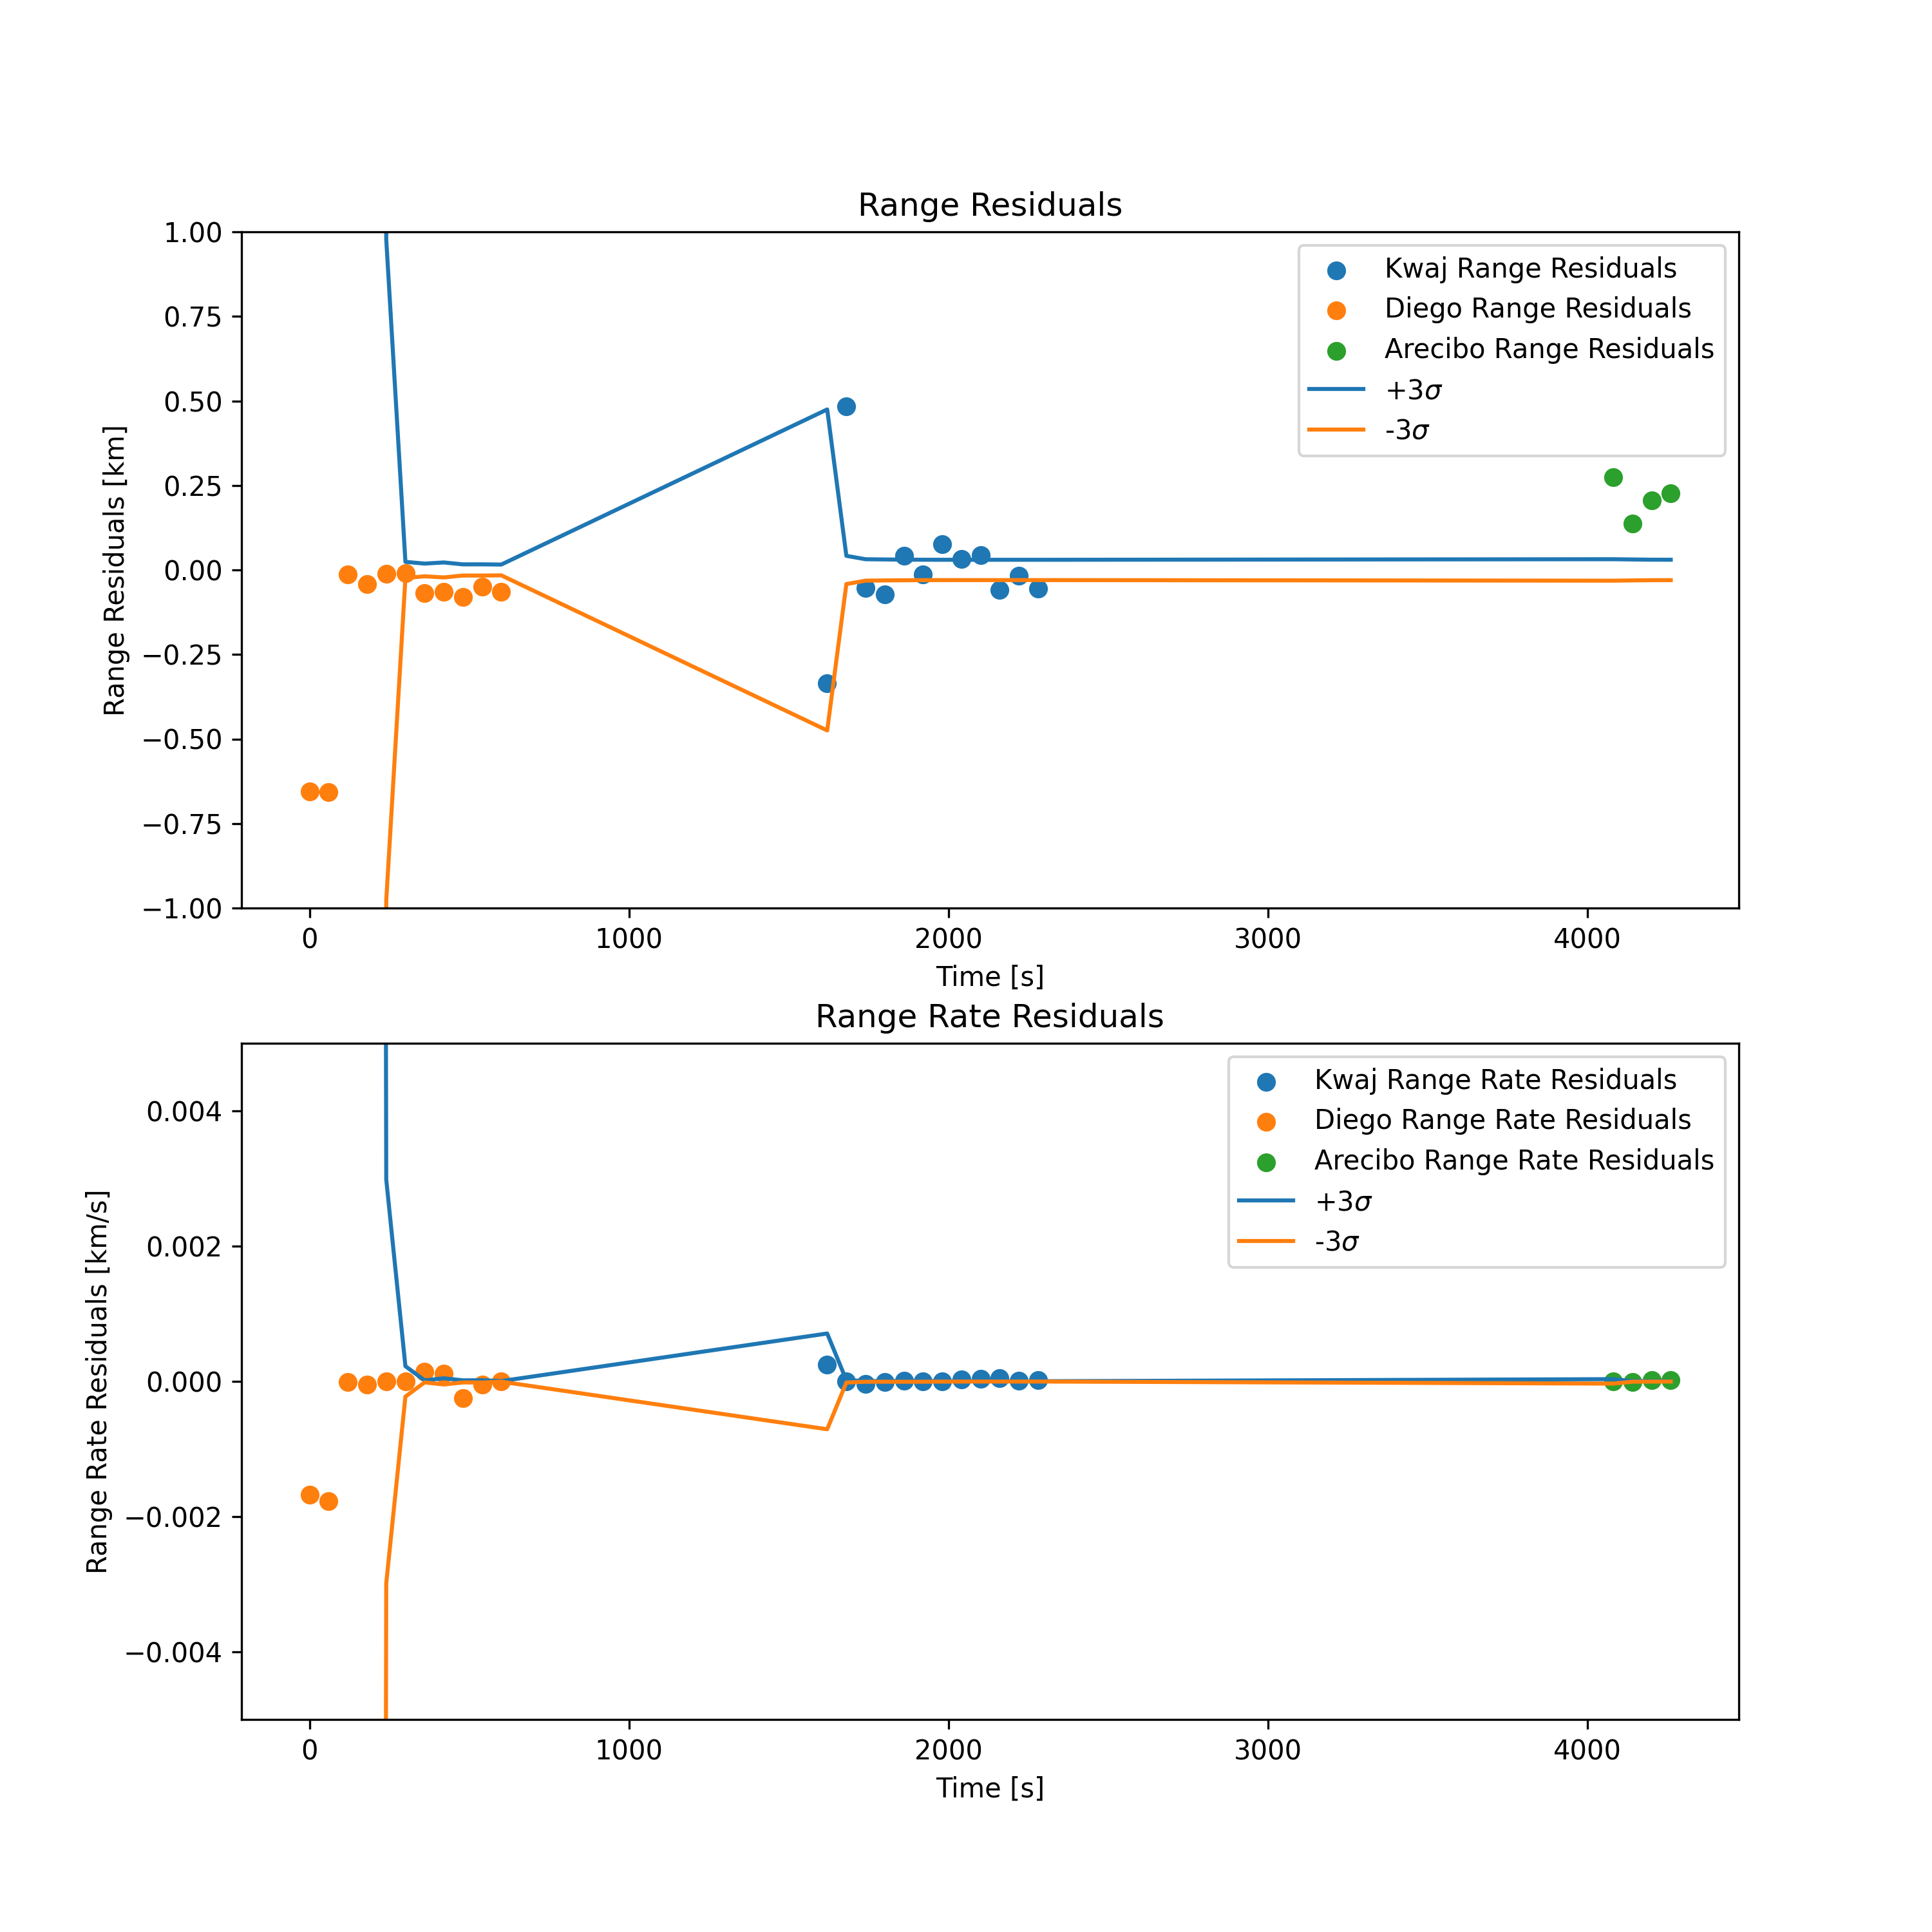 Range Residuals
1.00
0.75
0.50
0.25
0.00
−0.25
−0.50
−0.75
−1.00
Range Residuals [km]
Kwaj Range Residuals
Diego Range Residuals
Arecibo Range Residuals
+3σ
-3σ
0 1000 2000 3000 4000
Time [s]
Range Rate Residuals
0.004
0.002
0.000
−0.002
−0.004
Range Rate Residuals [km/s]
Kwaj Range Rate Residuals
Diego Range Rate Residuals
Arecibo Range Rate Residuals
+3σ
-3σ
0 1000 2000 3000 4000
Time [s]